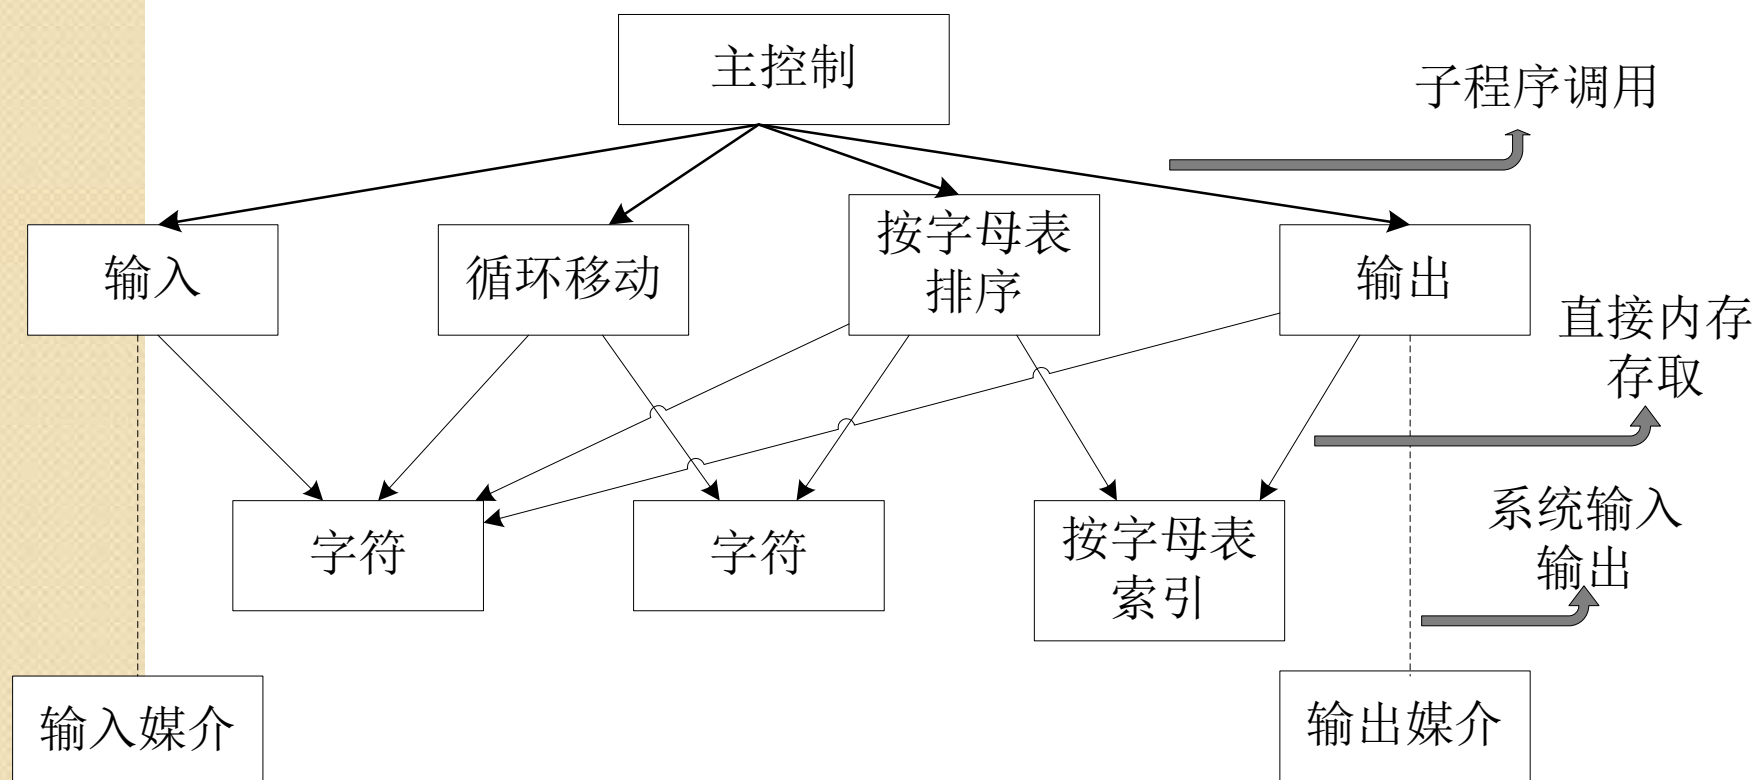 主控制
子程序调用
输入
循环移动
按字母表
排序
输出
直接内存
存取
字符
字符
按字母表
索引
系统输入
输出
输入媒介
输出媒介